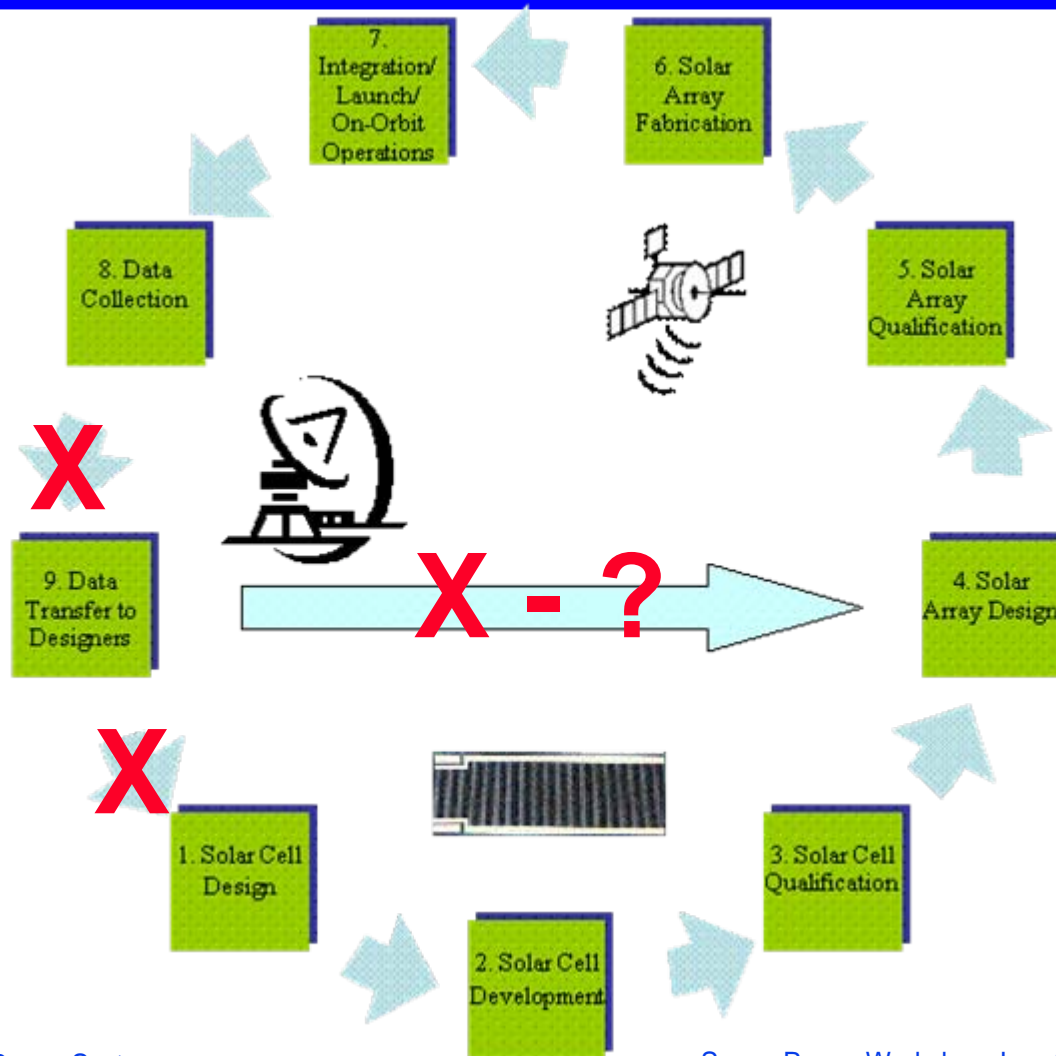 7.
Integration/
Launch/
On-Orbit
Operations
6. Solar
Array
Fabrication
8. Data
Collection
5. Solar
Array
Qualification
X
X - ?
9. Data
Transfer to
Designers
4. Solar
Array Design
X
1. Solar Cell
Design
3. Solar Cell
Qualification
2. Solar Cell
Development